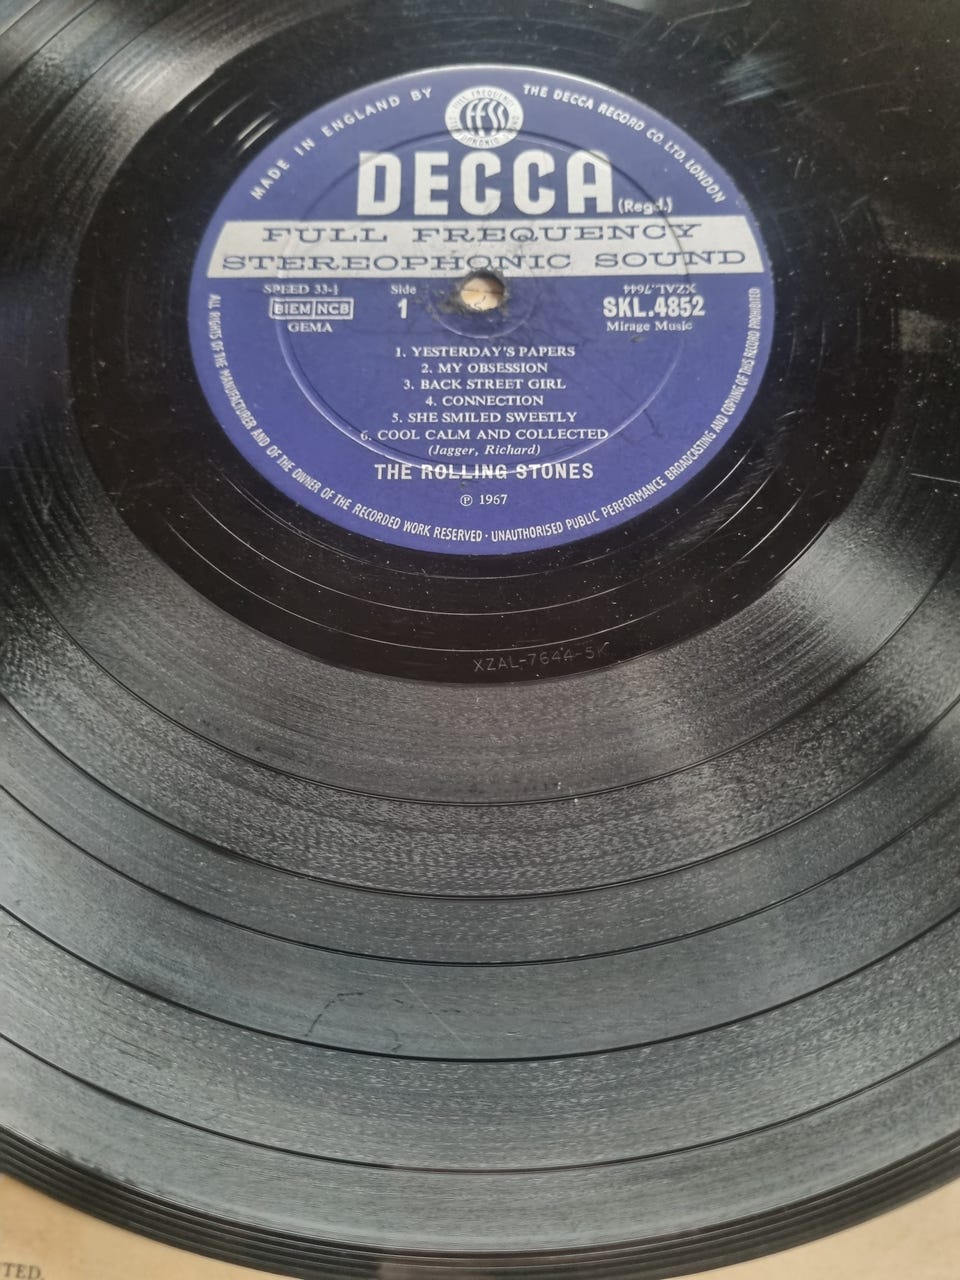 MADE IN ENGLAND BY THE DECCA RECORD CO. LTD. LONDON
FULL FREQUENCY
ffss
DECCA (Regd.)
FULL FREQUENCY
STEREOPHONIC SOUND
SPEED 33⅓
BIEM NCB
GEMA
Side
1
XZAL.7644
SKL.4852
Mirage Music
1. YESTERDAY'S PAPERS
2. MY OBSESSION
3. BACK STREET GIRL
4. CONNECTION
5. SHE SMILED SWEETLY
6. COOL CALM AND COLLECTED
(Jagger, Richard)
THE ROLLING STONES
Ⓟ 1967
ALL RIGHTS OF THE MANUFACTURER AND OF THE OWNER OF THE RECORDED WORK RESERVED · UNAUTHORISED PUBLIC PERFORMANCE BROADCASTING AND COPYING OF THIS RECORD PROHIBITED
XZAL-7644-5K